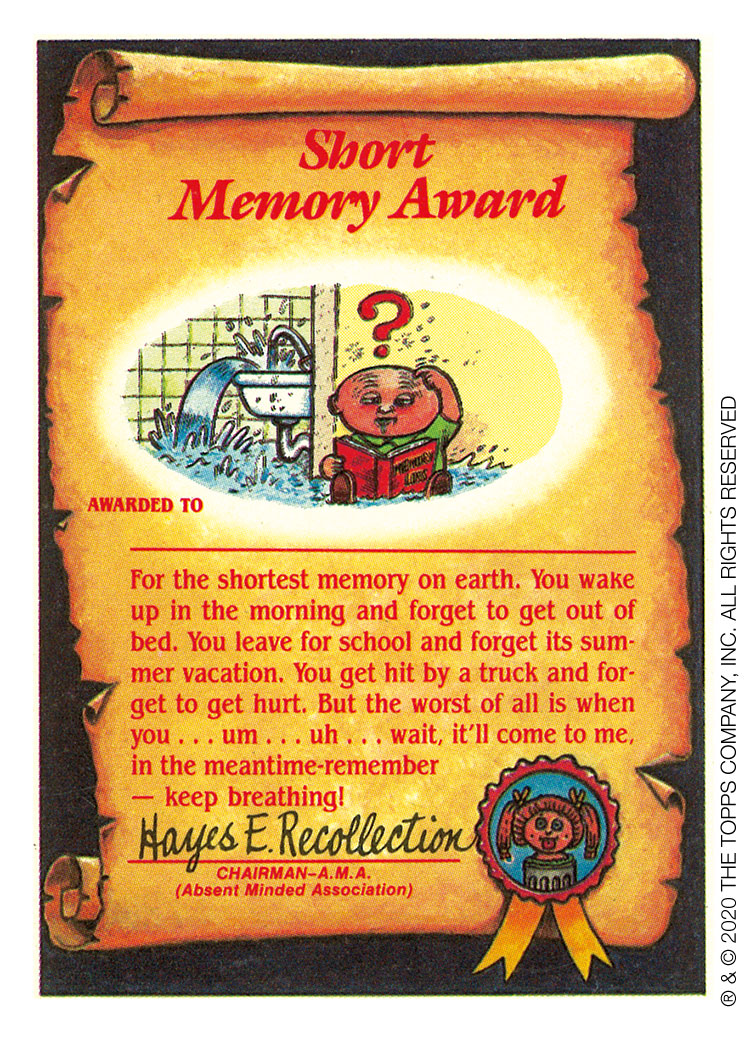 Short
Memory Award
?
MEMORY
LOSS
AWARDED TO
For the shortest memory on earth. You wake
up in the morning and forget to get out of
bed. You leave for school and forget its sum-
mer vacation. You get hit by a truck and for-
get to get hurt. But the worst of all is when
you . . . um . . . uh . . . wait, it'll come to me,
in the meantime-remember
— keep breathing!
Hayes E. Recollection
CHAIRMAN–A.M.A.
(Absent Minded Association)
® & © 2020 THE TOPPS COMPANY, INC. ALL RIGHTS RESERVED